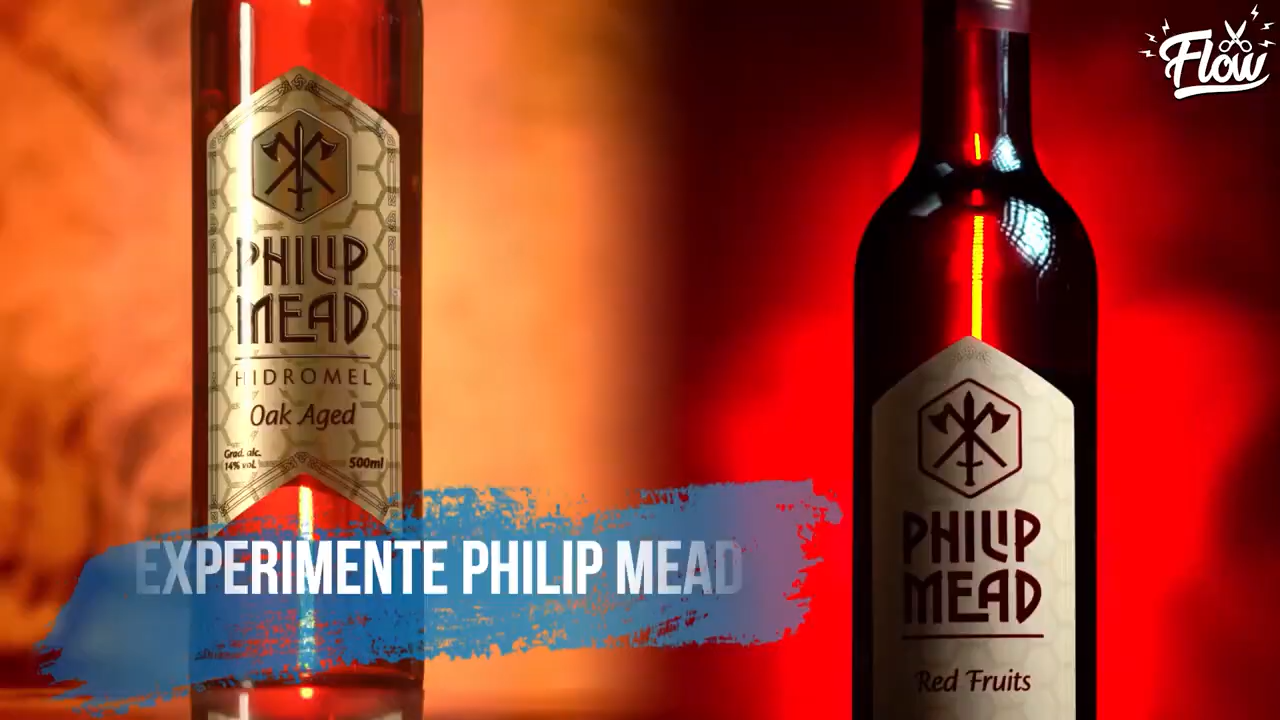 Flow
PHILIP
MEAD
HIDROMEL
Oak Aged
Grad. alc.
14% vol.
500ml
EXPERIMENTE PHILIP MEAD
PHILIP
MEAD
Red Fruits